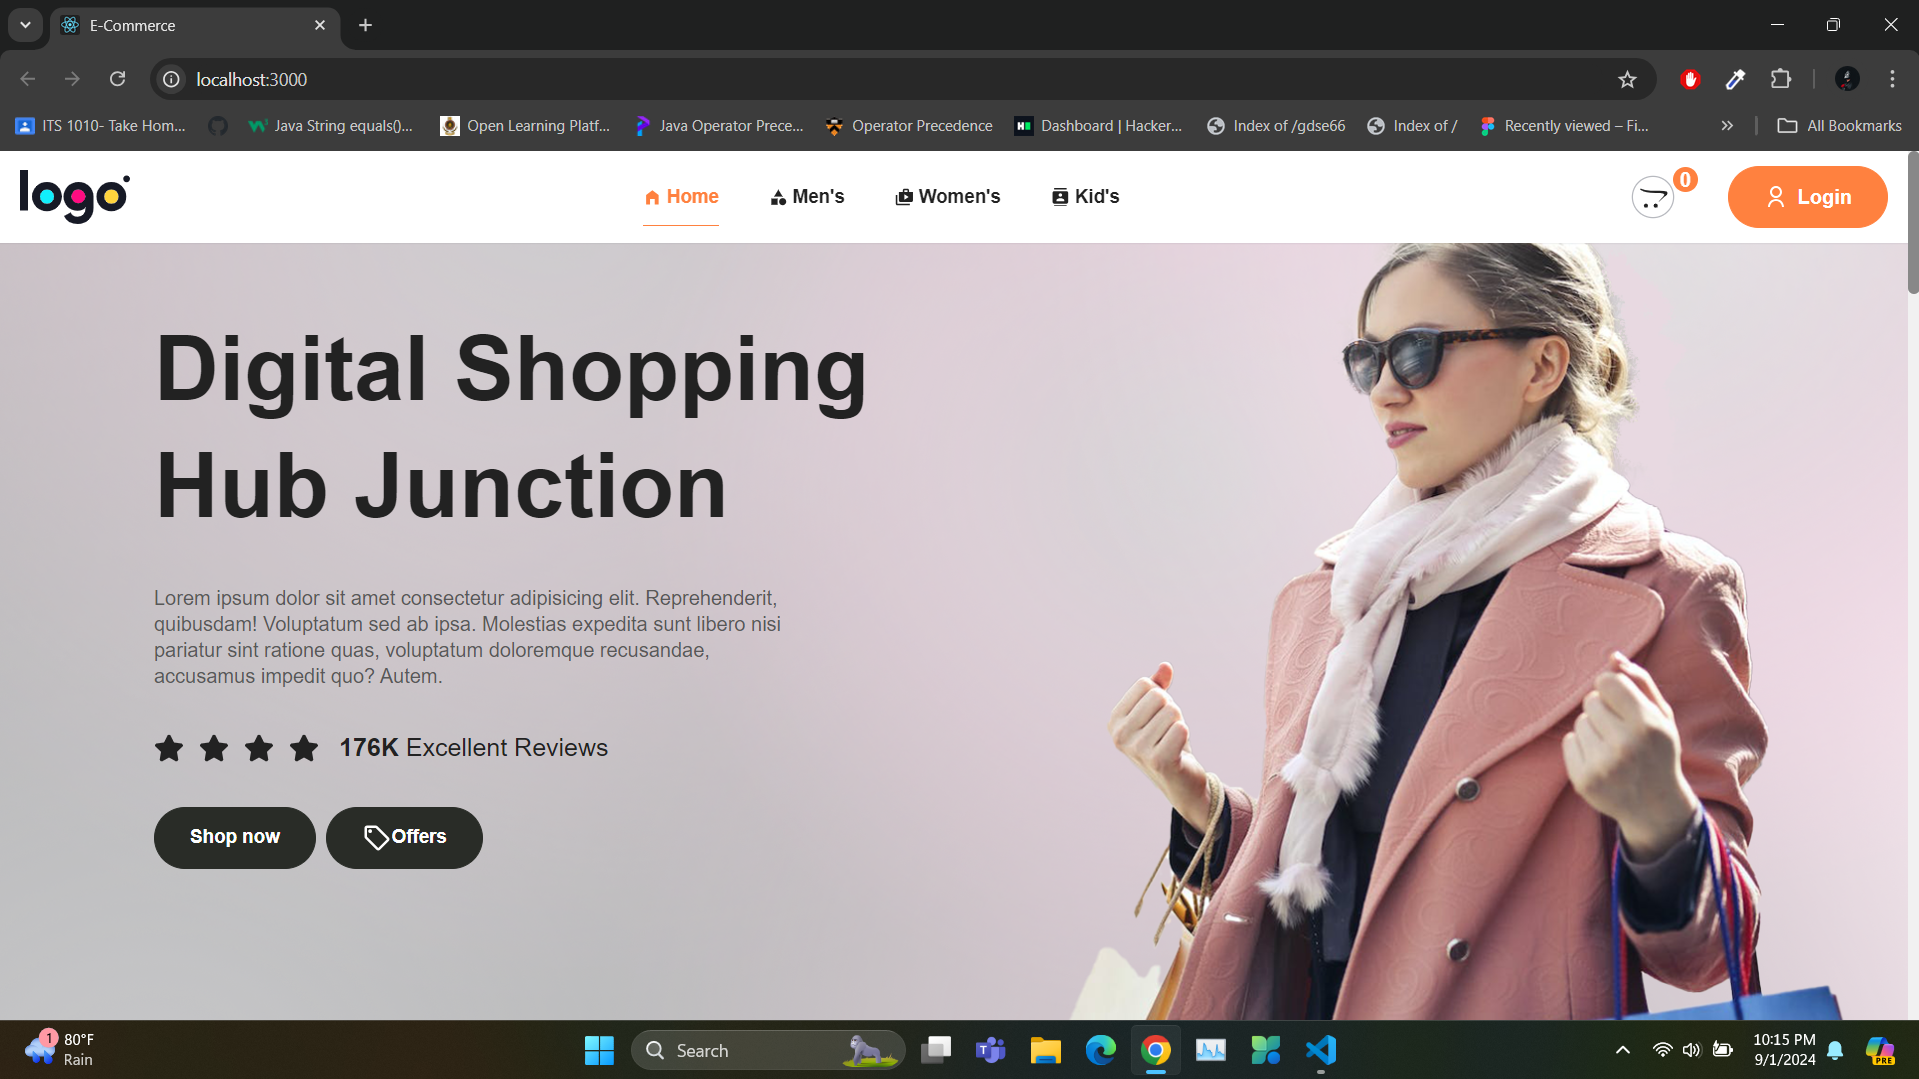 E-Commerce
localhost:3000
ITS 1010- Take Hom...
Java String equals()...
Open Learning Platf...
Java Operator Prece...
Operator Precedence
Dashboard | Hacker...
Index of /gdse66
Index of /
Recently viewed – Fi...
All Bookmarks
logo
Home
Men's
Women's
Kid's
0
Login
Digital Shopping
Hub Junction
Lorem ipsum dolor sit amet consectetur adipisicing elit. Reprehenderit,
quibusdam! Voluptatum sed ab ipsa. Molestias expedita sunt libero nisi
pariatur sint ratione quas, voluptatum doloremque recusandae,
accusamus impedit quo? Autem.
176K Excellent Reviews
Shop now
Offers
1
80°F
Rain
Search
10:15 PM
9/1/2024
PRE